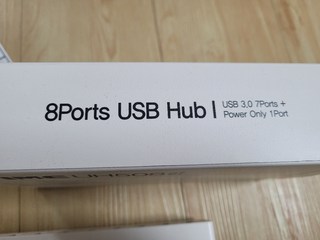 8Ports USB Hub |
USB 3.0 7Ports +
Power Only 1Port